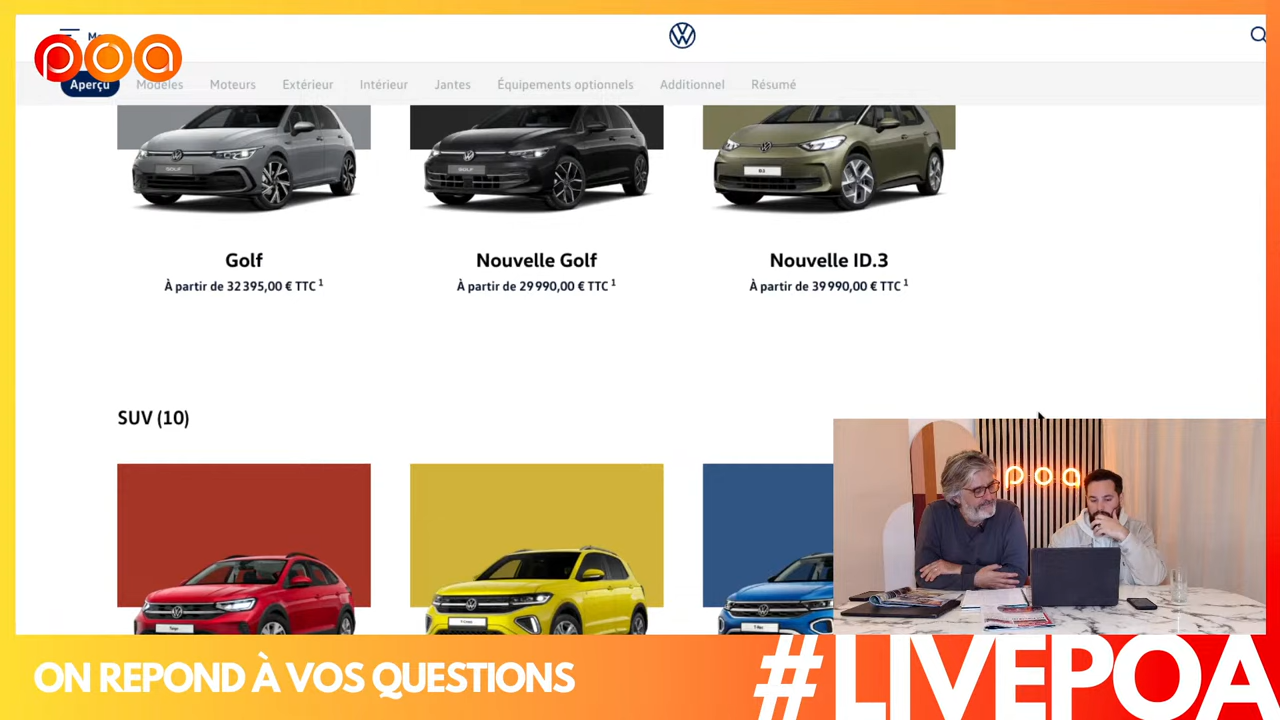 poa
Aperçu
Modèles
Moteurs
Extérieur
Intérieur
Jantes
Équipements optionnels
Additionnel
Résumé
Golf
À partir de 32 395,00 € TTC 1
Nouvelle Golf
À partir de 29 990,00 € TTC 1
Nouvelle ID.3
À partir de 39 990,00 € TTC 1
SUV (10)
poa
ON REPOND À VOS QUESTIONS
#LIVEPOA